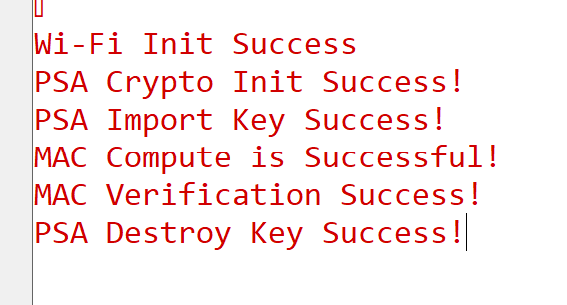 Wi-Fi Init Success
PSA Crypto Init Success!
PSA Import Key Success!
MAC Compute is Successful!
MAC Verification Success!
PSA Destroy Key Success!